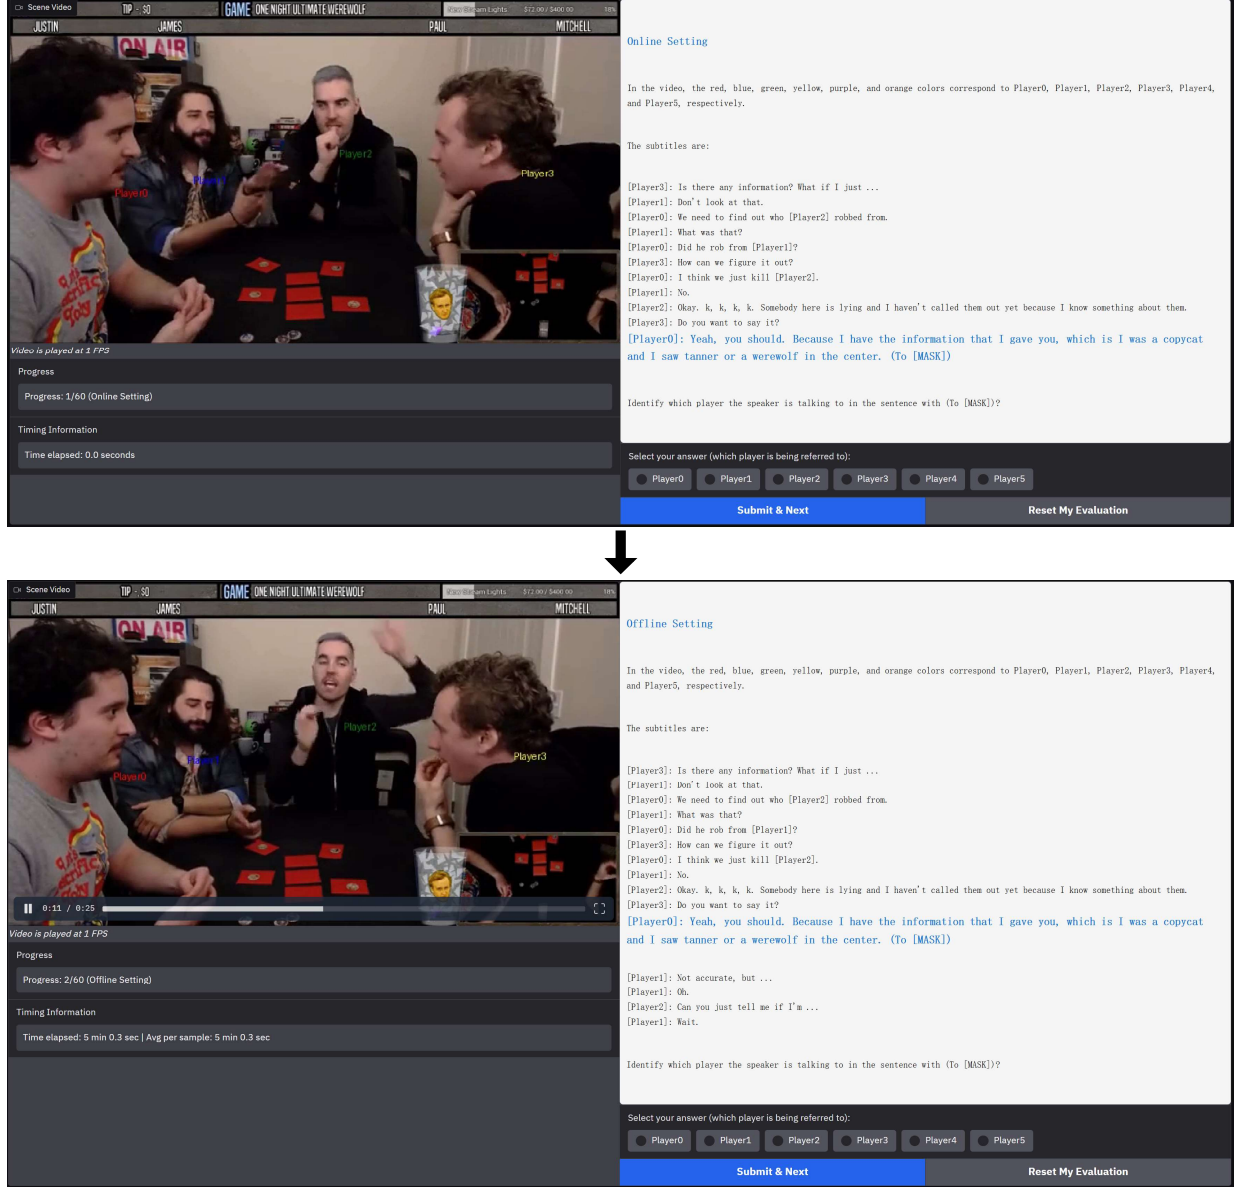 Scene Video
TIP - $0
GAME ONE NIGHT ULTIMATE WEREWOLF
New Stream Lights $72.00 / $400.00 18%
JUSTIN JAMES PAUL MITCHELL
ON AIR
Player0
Player2
Player3
Video is played at 1 FPS
Progress
Progress: 1/60 (Online Setting)
Timing Information
Time elapsed: 0.0 seconds
Online Setting
In the video, the red, blue, green, yellow, purple, and orange colors correspond to Player0, Player1, Player2, Player3, Player4,
and Player5, respectively.
The subtitles are:
[Player3]: Is there any information? What if I just ...
[Player1]: Don't look at that.
[Player0]: We need to find out who [Player2] robbed from.
[Player1]: What was that?
[Player0]: Did he rob from [Player1]?
[Player3]: How can we figure it out?
[Player0]: I think we just kill [Player2].
[Player1]: No.
[Player2]: Okay. k, k, k, k. Somebody here is lying and I haven't called them out yet because I know something about them.
[Player3]: Do you want to say it?
[Player0]: Yeah, you should. Because I have the information that I gave you, which is I was a copycat
and I saw tanner or a werewolf in the center. (To [MASK])
Identify which player the speaker is talking to in the sentence with (To [MASK])?
Select your answer (which player is being referred to):
Player0 Player1 Player2 Player3 Player4 Player5
Submit & Next Reset My Evaluation
Scene Video
TIP - $0
GAME ONE NIGHT ULTIMATE WEREWOLF
New Stream Lights $72.00 / $400.00 18%
JUSTIN JAMES PAUL MITCHELL
ON AIR
Player0
Player2
Player3
0:11 / 0:25
Video is played at 1 FPS
Progress
Progress: 2/60 (Offline Setting)
Timing Information
Time elapsed: 5 min 0.3 sec | Avg per sample: 5 min 0.3 sec
Offline Setting
In the video, the red, blue, green, yellow, purple, and orange colors correspond to Player0, Player1, Player2, Player3, Player4,
and Player5, respectively.
The subtitles are:
[Player3]: Is there any information? What if I just ...
[Player1]: Don't look at that.
[Player0]: We need to find out who [Player2] robbed from.
[Player1]: What was that?
[Player0]: Did he rob from [Player1]?
[Player3]: How can we figure it out?
[Player0]: I think we just kill [Player2].
[Player1]: No.
[Player2]: Okay. k, k, k, k. Somebody here is lying and I haven't called them out yet because I know something about them.
[Player3]: Do you want to say it?
[Player0]: Yeah, you should. Because I have the information that I gave you, which is I was a copycat
and I saw tanner or a werewolf in the center. (To [MASK])
[Player1]: Not accurate, but ...
[Player1]: Oh.
[Player2]: Can you just tell me if I'm ...
[Player1]: Wait.
Identify which player the speaker is talking to in the sentence with (To [MASK])?
Select your answer (which player is being referred to):
Player0 Player1 Player2 Player3 Player4 Player5
Submit & Next Reset My Evaluation